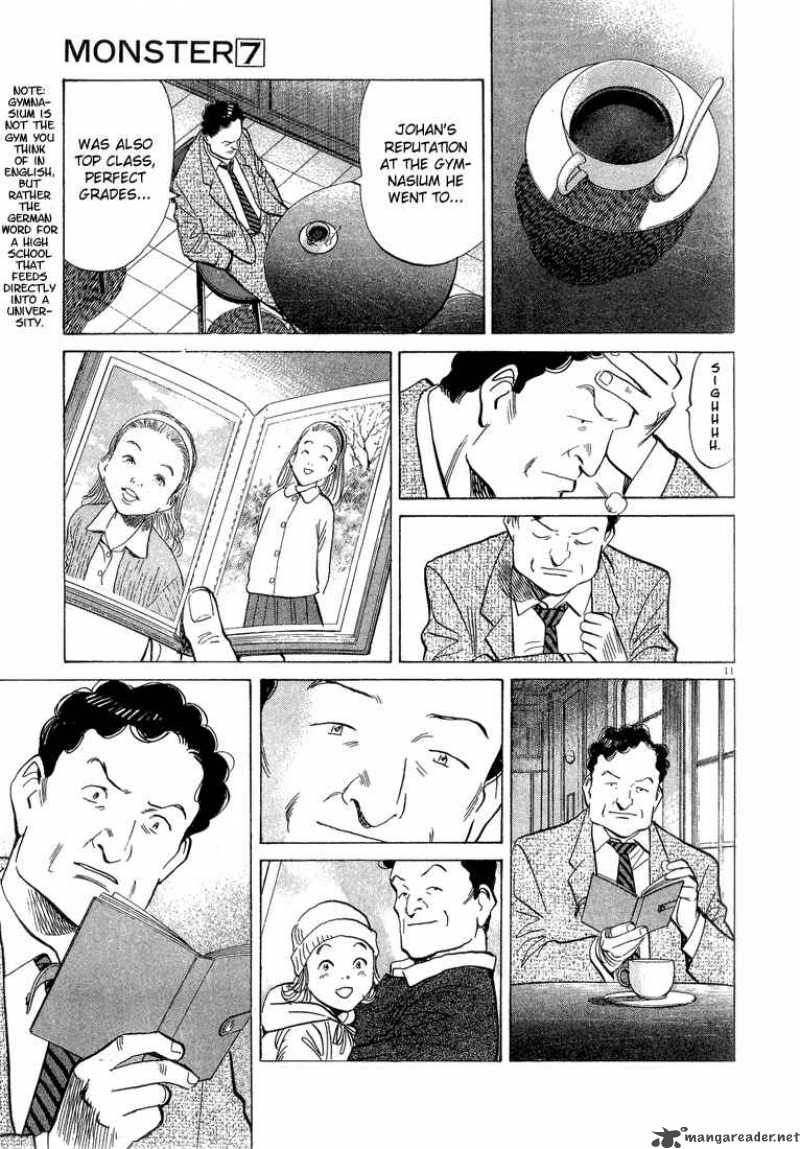 MONSTER 7
NOTE:
GYMNA-
SIUM IS
NOT THE
GYM YOU
THINK
OF IN
ENGLISH,
BUT
RATHER
THE
GERMAN
WORD FOR
A HIGH
SCHOOL
THAT
FEEDS
DIRECTLY
INTO A
UNIVER-
SITY.
JOHAN'S
REPUTATION
AT THE GYM-
NASIUM HE
WENT TO...
WAS ALSO
TOP CLASS,
PERFECT
GRADES...
SIGHHHH.
11
mangareader.net